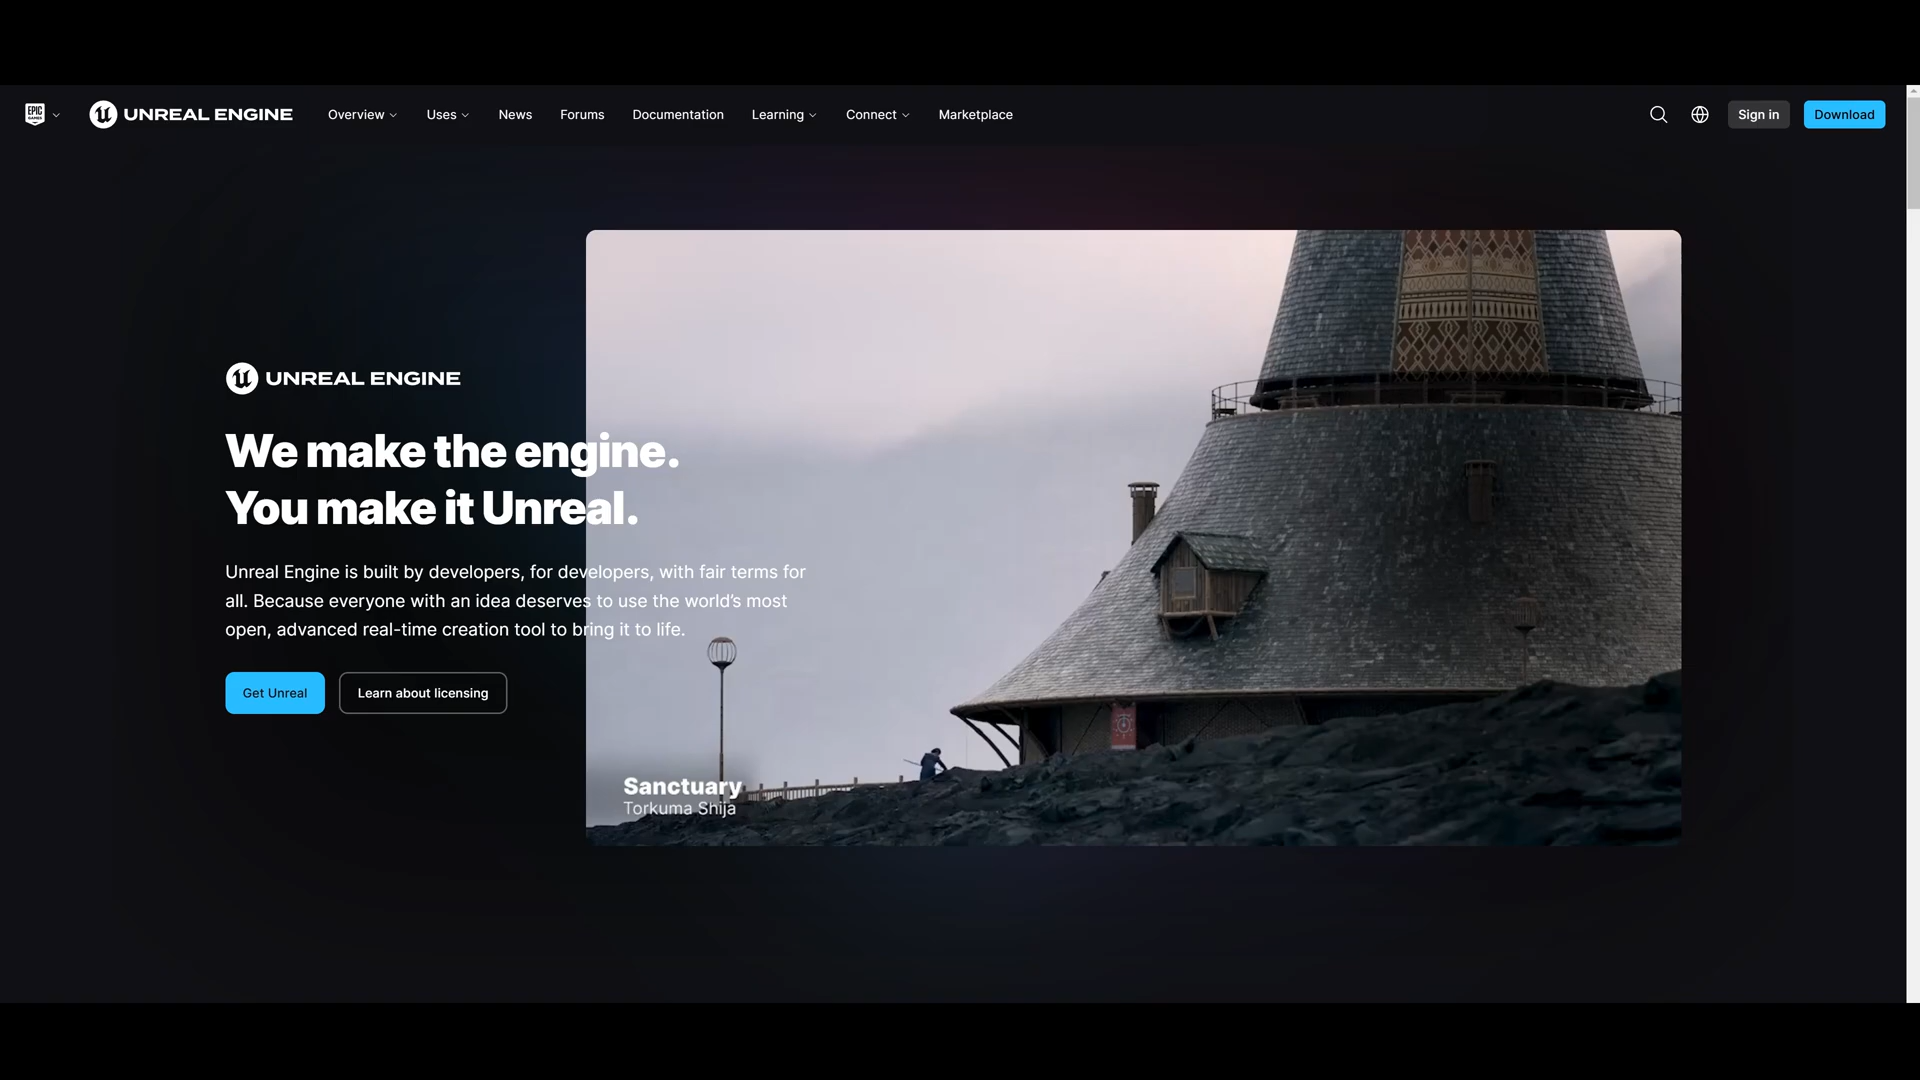 EPIC GAMES
UNREAL ENGINE
Overview
Uses
News
Forums
Documentation
Learning
Connect
Marketplace
Sign in
Download
UNREAL ENGINE
We make the engine.
You make it Unreal.
Unreal Engine is built by developers, for developers, with fair terms for
all. Because everyone with an idea deserves to use the world’s most
open, advanced real-time creation tool to bring it to life.
Get Unreal
Learn about licensing
Sanctuary
Torkuma Shija